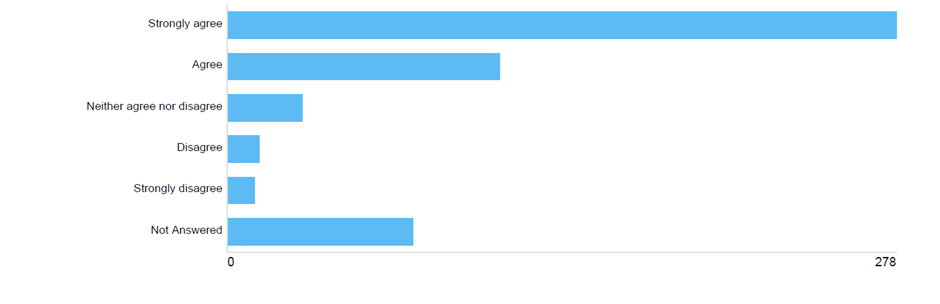 Strongly agree
Agree
Neither agree nor disagree
Disagree
Strongly disagree
Not Answered
0 278